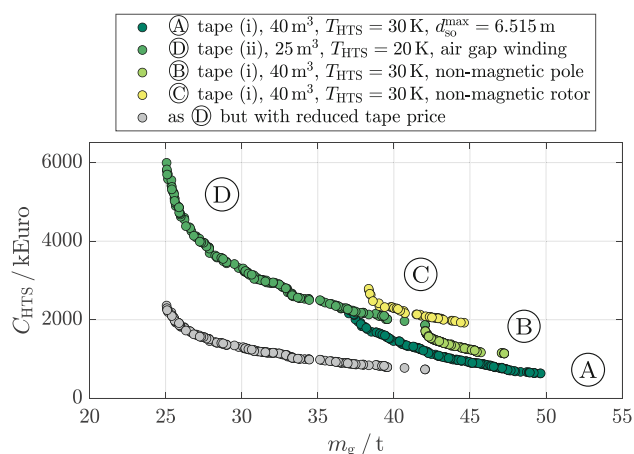 Ⓐ tape (i), 40 m³, T_HTS = 30 K, d_so^max = 6.515 m
Ⓓ tape (ii), 25 m³, T_HTS = 20 K, air gap winding
Ⓑ tape (i), 40 m³, T_HTS = 30 K, non-magnetic pole
Ⓒ tape (i), 40 m³, T_HTS = 30 K, non-magnetic rotor
as Ⓓ but with reduced tape price
6000
4000
2000
0
C_HTS / kEuro
Ⓓ
Ⓒ
Ⓑ
Ⓐ
20 25 30 35 40 45 50 55
m_g / t